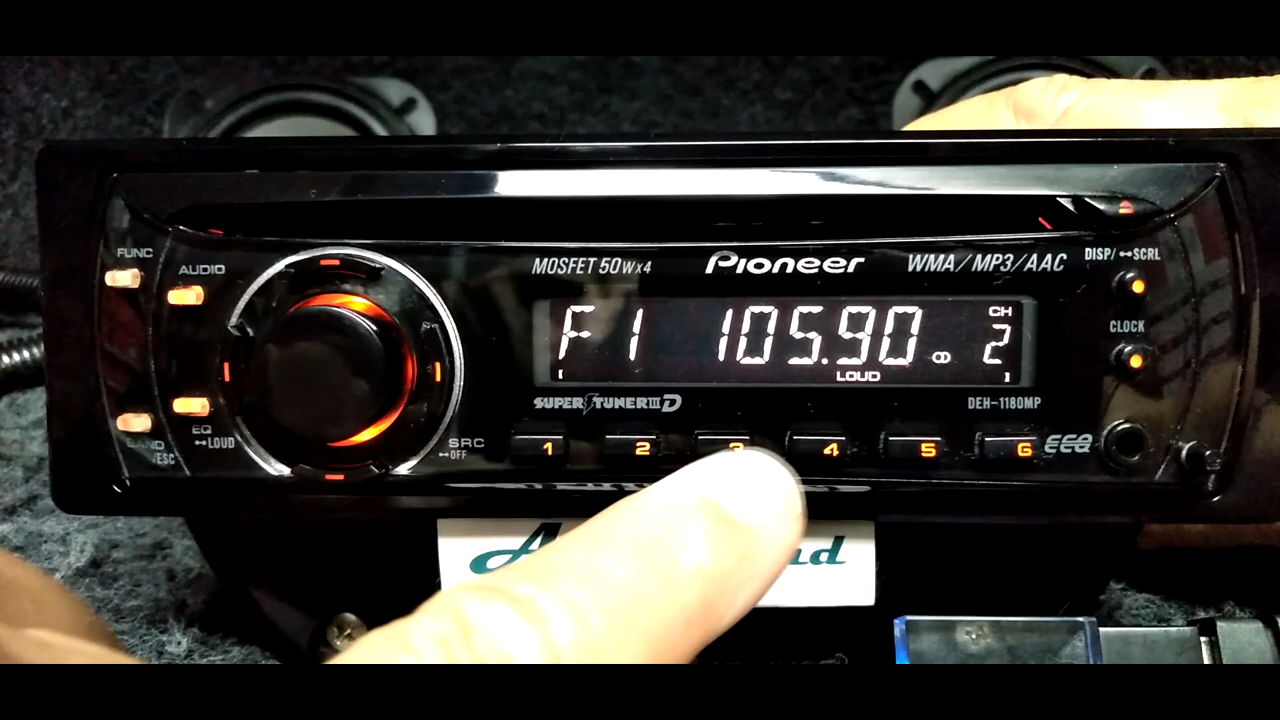 FUNC
AUDIO
MOSFET 50Wx4
Pioneer
WMA/MP3/AAC
DISP/ SCRL
F1 105.90 CH 2
LOUD
CLOCK
SUPER TUNER III D
DEH-1180MP
EQ
LOUD
BAND
/ESC
SRC
OFF
1 2 3 4 5 6
EEQ